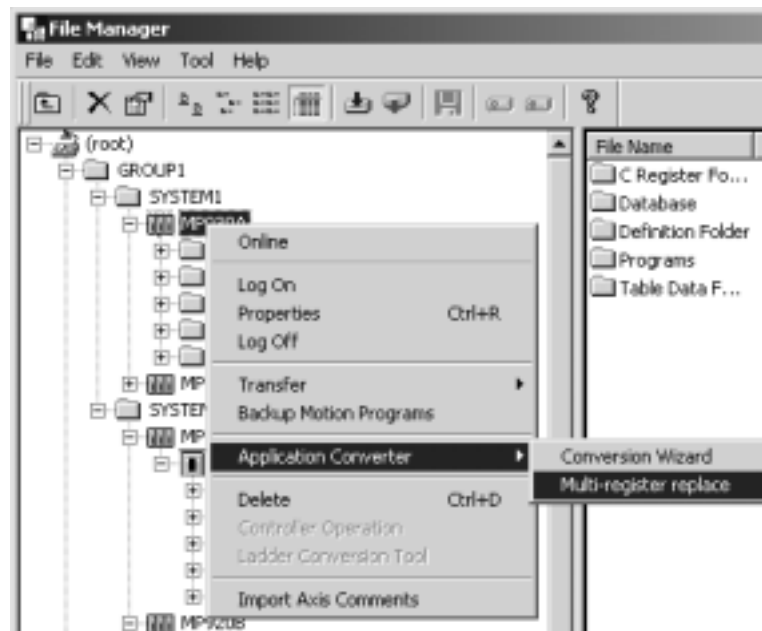 File Manager
File Edit View Tool Help
(root)
GROUP1
SYSTEM1
MP930A
MP
SYSTEM
MP
MP920B
Online
Log On
Properties Ctrl+R
Log Off
Transfer
Backup Motion Programs
Application Converter
Delete Ctrl+D
Controller Operation
Ladder Conversion Tool
Import Axis Comments
Conversion Wizard
Multi-register replace
File Name
C Register Fo...
Database
Definition Folder
Programs
Table Data F...